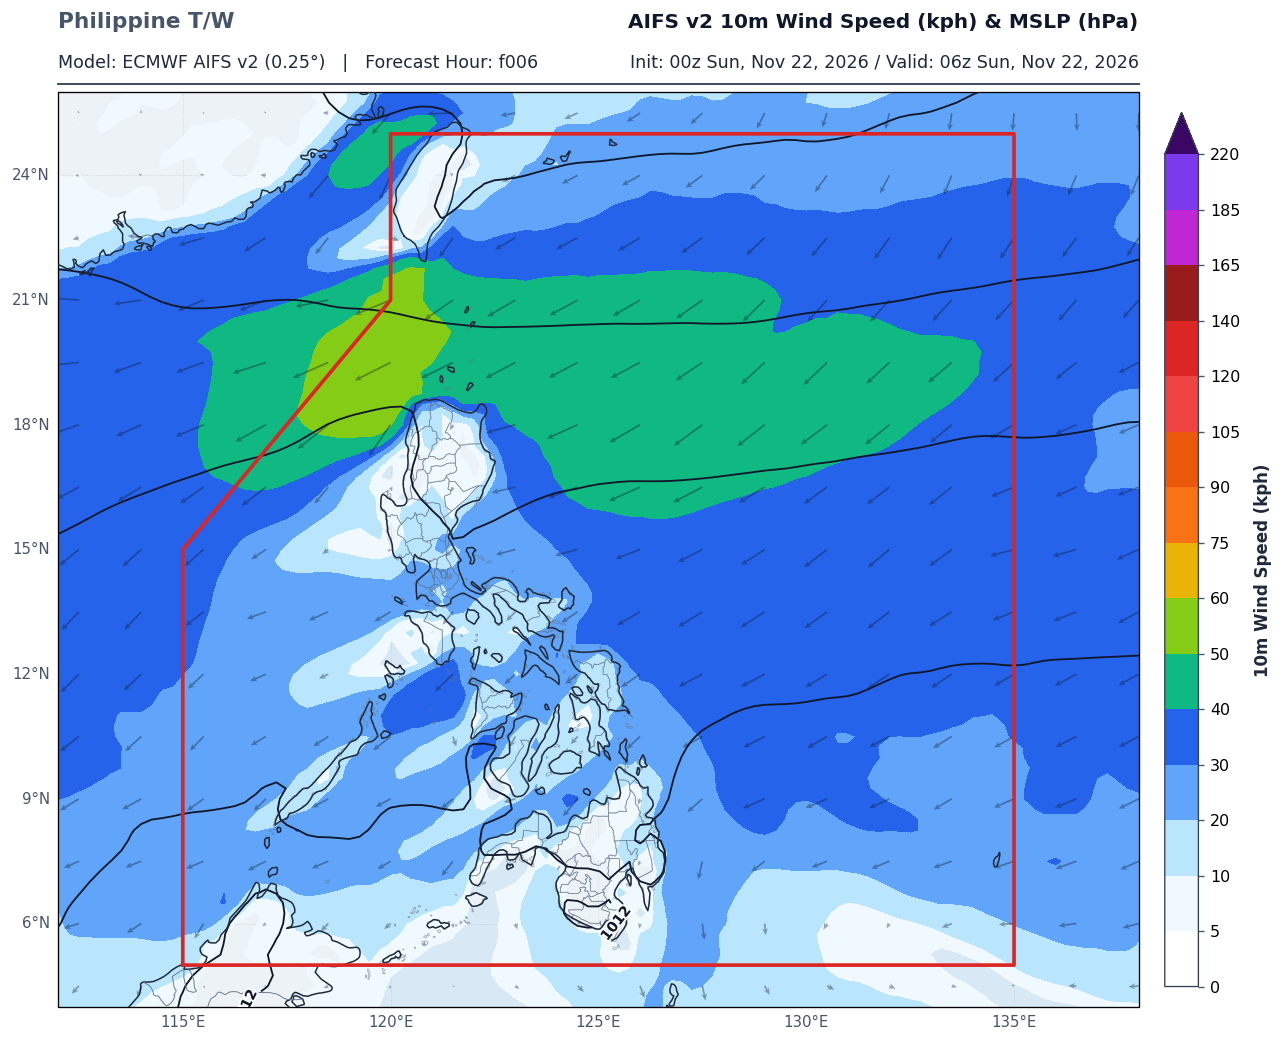 Philippine T/W
AIFS v2 10m Wind Speed (kph) & MSLP (hPa)
Model: ECMWF AIFS v2 (0.25°)   |   Forecast Hour: f006
Init: 00z Sun, Nov 22, 2026 / Valid: 06z Sun, Nov 22, 2026
24°N
21°N
18°N
15°N
12°N
9°N
6°N
115°E
120°E
125°E
130°E
135°E
1012
12
220
185
165
140
120
105
90
75
60
50
40
30
20
10
5
0
10m Wind Speed (kph)